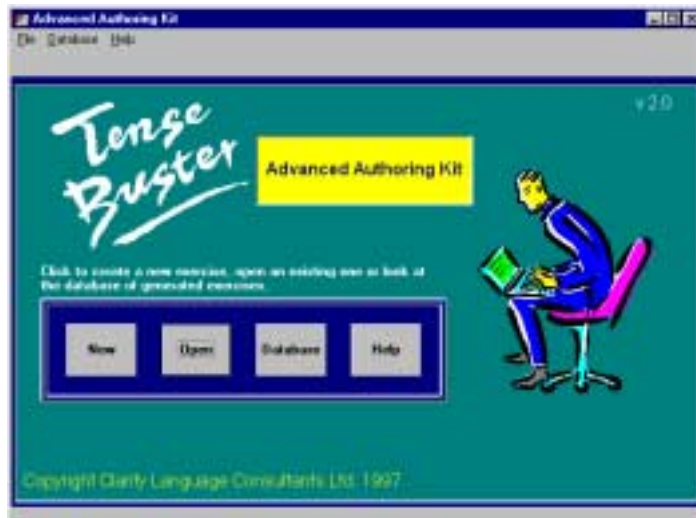 Advanced Authoring Kit
File Database Help
v 2.0
Tense
Buster
Advanced Authoring Kit
Click to create a new exercise, open an existing one or look at
the database of generated exercises.
New Open Database Help
Copyright Clarity Language Consultants Ltd. 1997